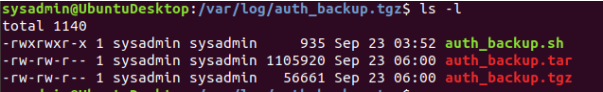 sysadmin@UbuntuDesktop:/var/log/auth_backup.tgz$ ls -l
total 1140
-rwxrwxr-x 1 sysadmin sysadmin     935 Sep 23 03:52 auth_backup.sh
-rw-rw-r-- 1 sysadmin sysadmin 1105920 Sep 23 06:00 auth_backup.tar
-rw-rw-r-- 1 sysadmin sysadmin   56661 Sep 23 06:00 auth_backup.tgz